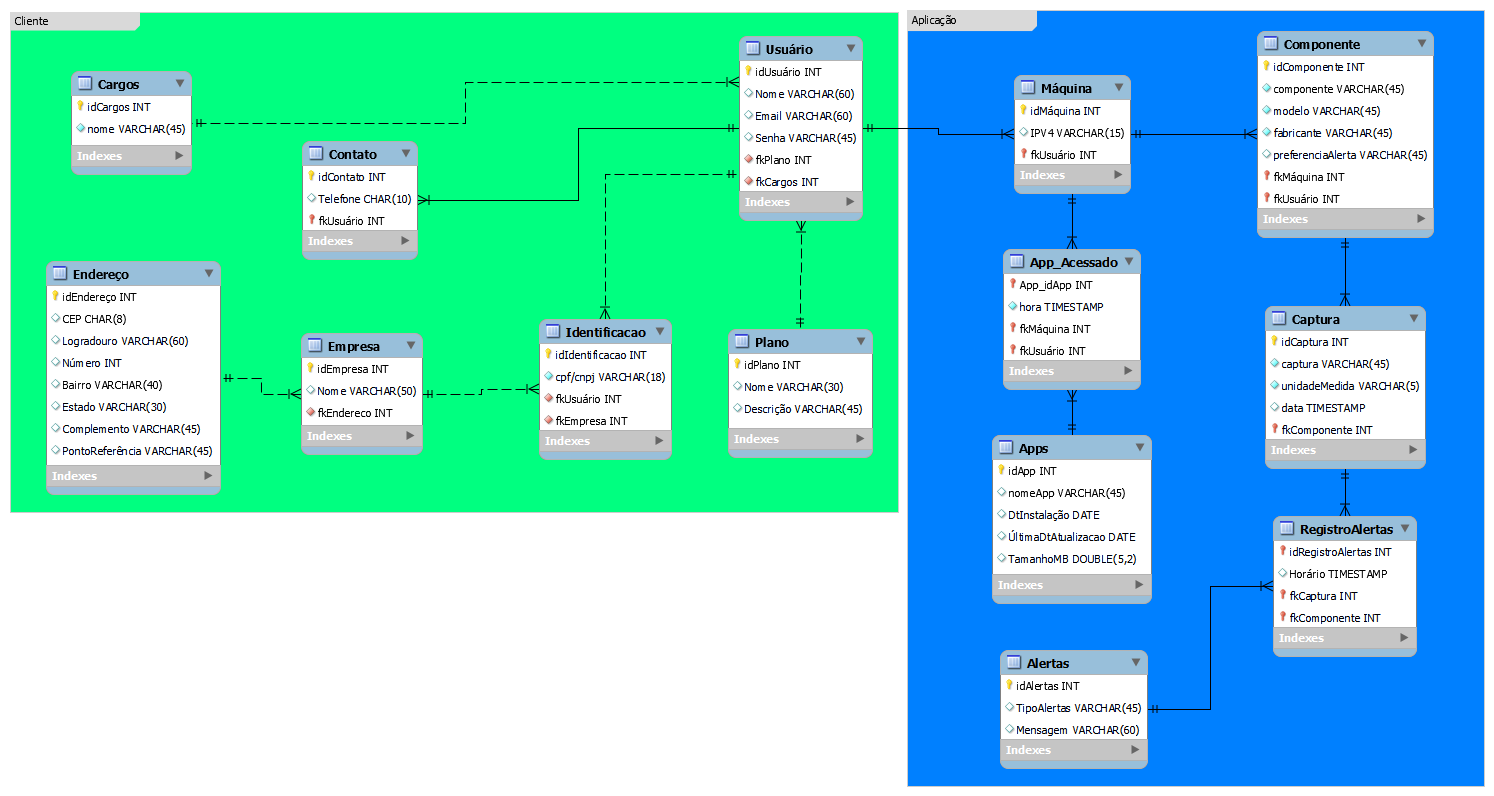 Cliente
Cargos
idCargos INT
nome VARCHAR(45)
Indexes
Contato
idContato INT
Telefone CHAR(10)
fkUsuário INT
Indexes
Usuário
idUsuário INT
Nome VARCHAR(60)
Email VARCHAR(60)
Senha VARCHAR(45)
fkPlano INT
fkCargos INT
Indexes
Endereço
idEndereço INT
CEP CHAR(8)
Logradouro VARCHAR(60)
Número INT
Bairro VARCHAR(40)
Estado VARCHAR(30)
Complemento VARCHAR(45)
PontoReferência VARCHAR(45)
Indexes
Empresa
idEmpresa INT
Nome VARCHAR(50)
fkEndereco INT
Indexes
Identificacao
idIdentificacao INT
cpf/cnpj VARCHAR(18)
fkUsuário INT
fkEmpresa INT
Indexes
Plano
idPlano INT
Nome VARCHAR(30)
Descrição VARCHAR(45)
Indexes
Aplicação
Máquina
idMáquina INT
IPV4 VARCHAR(15)
fkUsuário INT
Indexes
Componente
idComponente INT
componente VARCHAR(45)
modelo VARCHAR(45)
fabricante VARCHAR(45)
preferenciaAlerta VARCHAR(45)
fkMáquina INT
fkUsuário INT
Indexes
App_Acessado
App_idApp INT
hora TIMESTAMP
fkMáquina INT
fkUsuário INT
Indexes
Captura
idCaptura INT
captura VARCHAR(45)
unidadeMedida VARCHAR(5)
data TIMESTAMP
fkComponente INT
Indexes
Apps
idApp INT
nomeApp VARCHAR(45)
DtInstalação DATE
ÚltimaDtAtualizacao DATE
TamanhoMB DOUBLE(5,2)
Indexes
RegistroAlertas
idRegistroAlertas INT
Horário TIMESTAMP
fkCaptura INT
fkComponente INT
Indexes
Alertas
idAlertas INT
TipoAlertas VARCHAR(45)
Mensagem VARCHAR(60)
Indexes